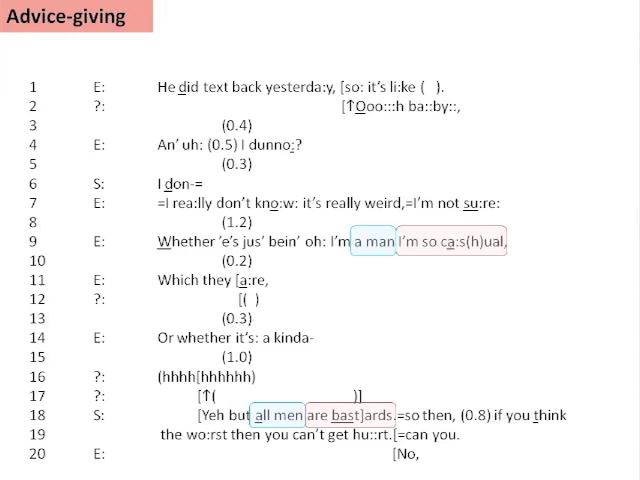 Advice-giving
1 E: He did text back yesterda:y, [so: it's li:ke ( ).
2 ?: [↑Ooo:::h ba::by::,
3 (0.4)
4 E: An' uh: (0.5) I dunno:?
5 (0.3)
6 S: I don-=
7 E: =I rea:lly don't kno:w: it's really weird,=I'm not su:re:
8 (1.2)
9 E: Whether 'e's jus' bein' oh: I'm a man I'm so ca:s(h)ual,
10 (0.2)
11 E: Which they [a:re,
12 ?: [( )
13 (0.3)
14 E: Or whether it's: a kinda-
15 (1.0)
16 ?: (hhhh[hhhhhh)
17 ?: [↑( )]
18 S: [Yeh but all men are bast]ards.=so then, (0.8) if you think
19 the wo:rst then you can't get hu::rt.[=can you.
20 E: [No,